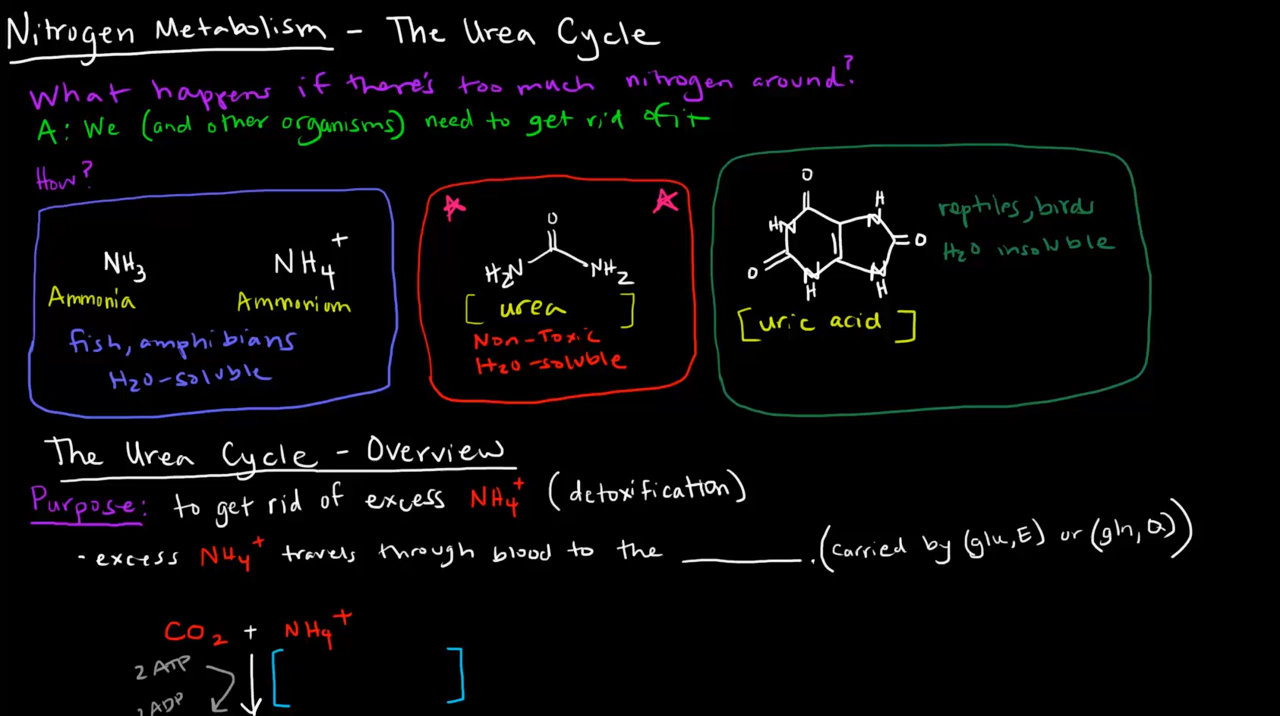 Nitrogen Metabolism - The Urea Cycle
What happens if there's too much nitrogen around?
A: We (and other organisms) need to get rid of it
How?
NH3
Ammonia
NH4+
Ammonium
fish, amphibians
H2O-soluble
O
H2N
NH2
[urea]
Non-Toxic
H2O-soluble
O
HN
H
N
O
O
N
H
N
H
[uric acid]
reptiles, birds
H2O insoluble
The Urea Cycle - Overview
Purpose: to get rid of excess NH4+ (detoxification)
- excess NH4+ travels through blood to the ______. (carried by (glu, E) or (gln, Q))
CO2 + NH4+
2 ATP
2 ADP
[ ]